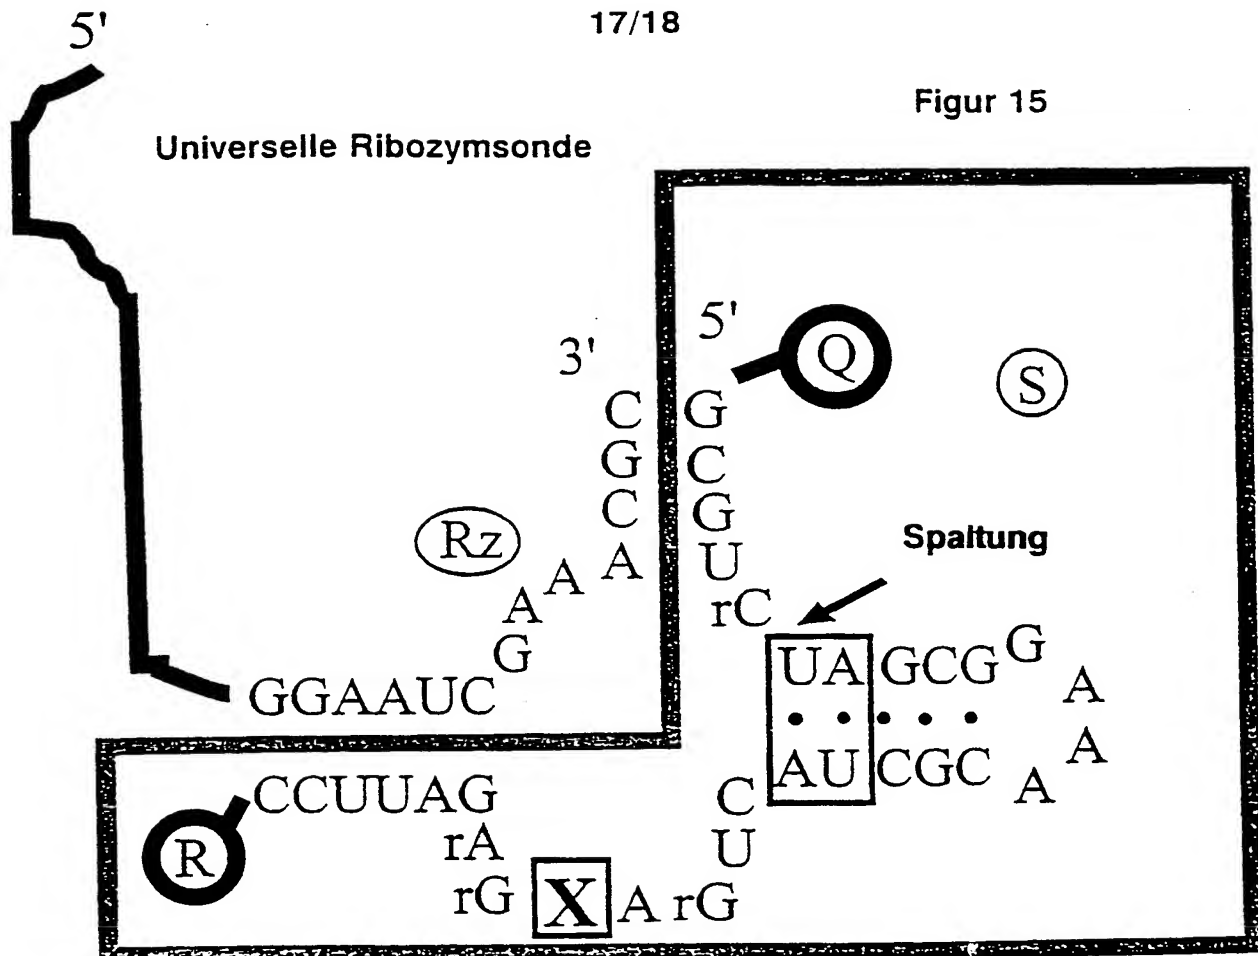 17/18
5'
Figur 15
Universelle Ribozymsonde
5'
Q
3'
S
C G
G C
C G
Rz
Spaltung
A A A U
rC
G
UA GCG G
GGAAUC A
A
AU CGC A
CCUUAG C
R
rA U
rG X A rG